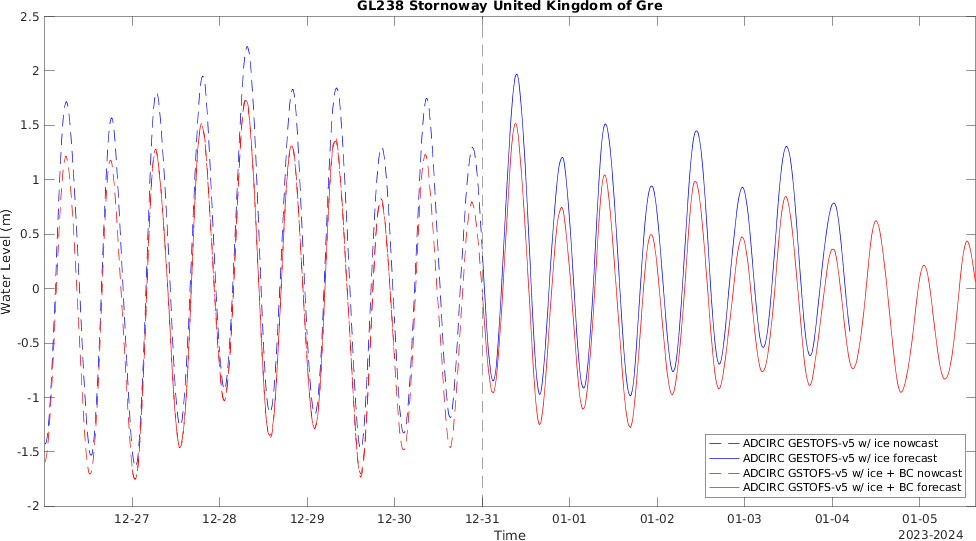 GL238 Stornoway United Kingdom of Gre
2.5
2
1.5
1
0.5
0
-0.5
-1
-1.5
-2
Water Level (m)
ADCIRC GESTOFS-v5 w/ ice nowcast
ADCIRC GESTOFS-v5 w/ ice forecast
ADCIRC GSTOFS-v5 w/ ice + BC nowcast
ADCIRC GSTOFS-v5 w/ ice + BC forecast
12-27 12-28 12-29 12-30 12-31 01-01 01-02 01-03 01-04 01-05
Time
2023-2024